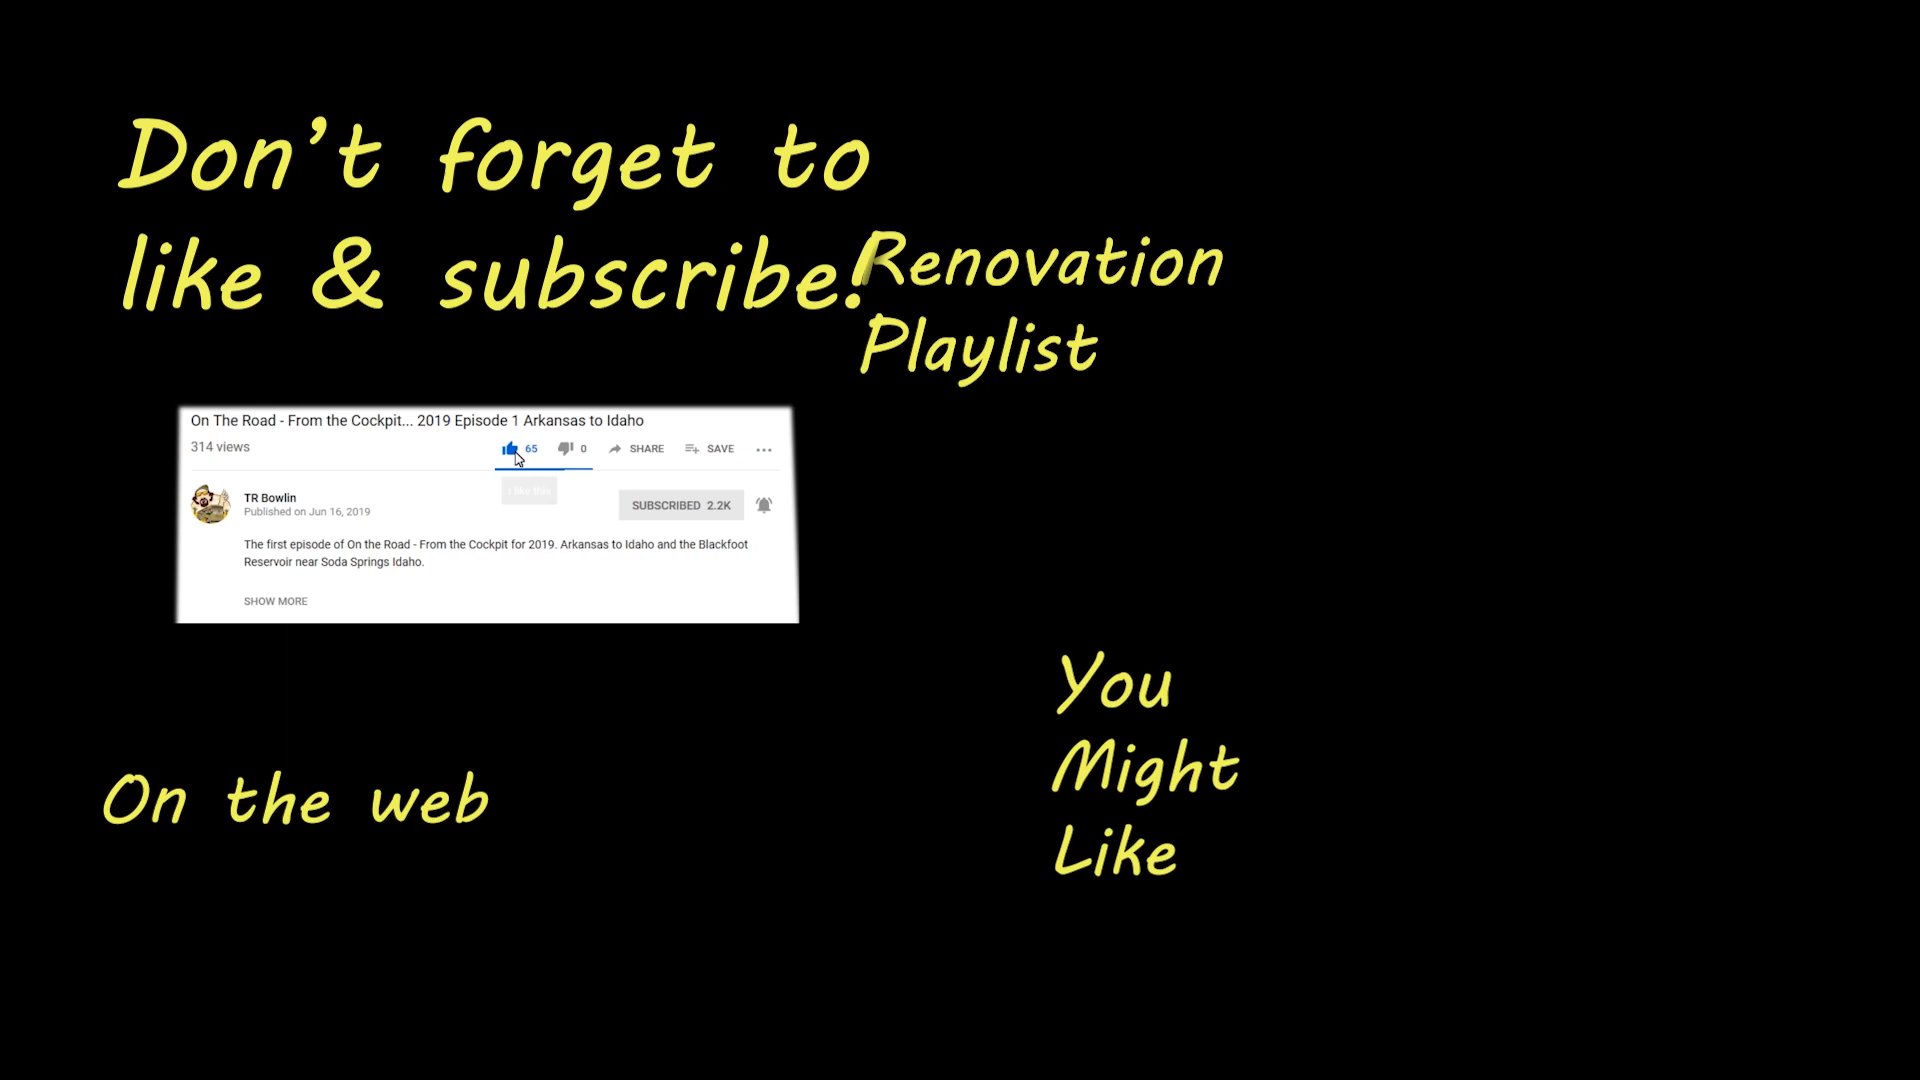 Don't forget to
like & subscribe!
Renovation
Playlist
On The Road - From the Cockpit... 2019 Episode 1 Arkansas to Idaho
314 views
65 0 SHARE SAVE
I like this
TR Bowlin
Published on Jun 16, 2019
SUBSCRIBED 2.2K
The first episode of On the Road - From the Cockpit for 2019. Arkansas to Idaho and the Blackfoot
Reservoir near Soda Springs Idaho.
SHOW MORE
You
Might
Like
On the web